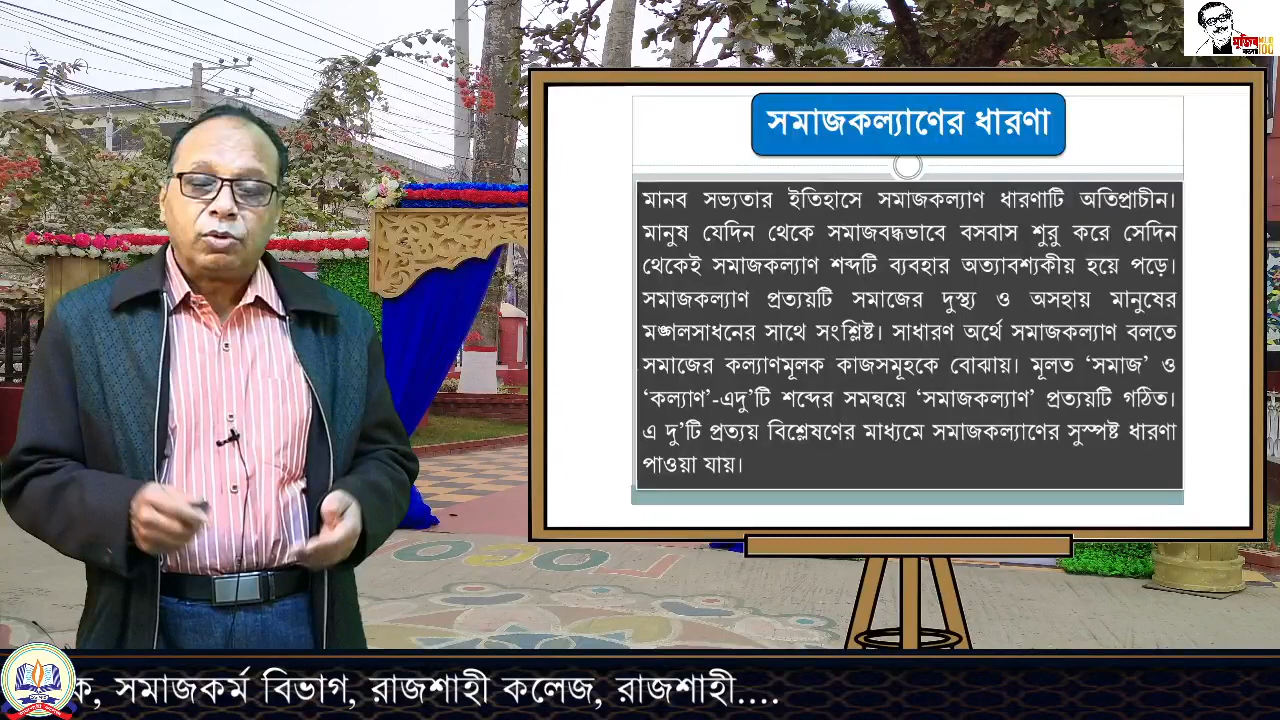 মুজিব
MUJIB
100
সমাজকল্যাণের ধারণা
মানব সভ্যতার ইতিহাসে সমাজকল্যাণ ধারণাটি অতিপ্রাচীন।
মানুষ যেদিন থেকে সমাজবদ্ধভাবে বসবাস শুরু করে সেদিন
থেকেই সমাজকল্যাণ শব্দটি ব্যবহার অত্যাবশ্যকীয় হয়ে পড়ে।
সমাজকল্যাণ প্রত্যয়টি সমাজের দুস্থ্য ও অসহায় মানুষের
মঙ্গলসাধনের সাথে সংশ্লিষ্ট। সাধারণ অর্থে সমাজকল্যাণ বলতে
সমাজের কল্যাণমূলক কাজসমূহকে বোঝায়। মূলত ‘সমাজ’ ও
‘কল্যাণ’-এদু’টি শব্দের সমন্বয়ে ‘সমাজকল্যাণ’ প্রত্যয়টি গঠিত।
এ দু’টি প্রত্যয় বিশ্লেষণের মাধ্যমে সমাজকল্যাণের সুস্পষ্ট ধারণা
পাওয়া যায়।
ক, সমাজকর্ম বিভাগ, রাজশাহী কলেজ, রাজশাহী....